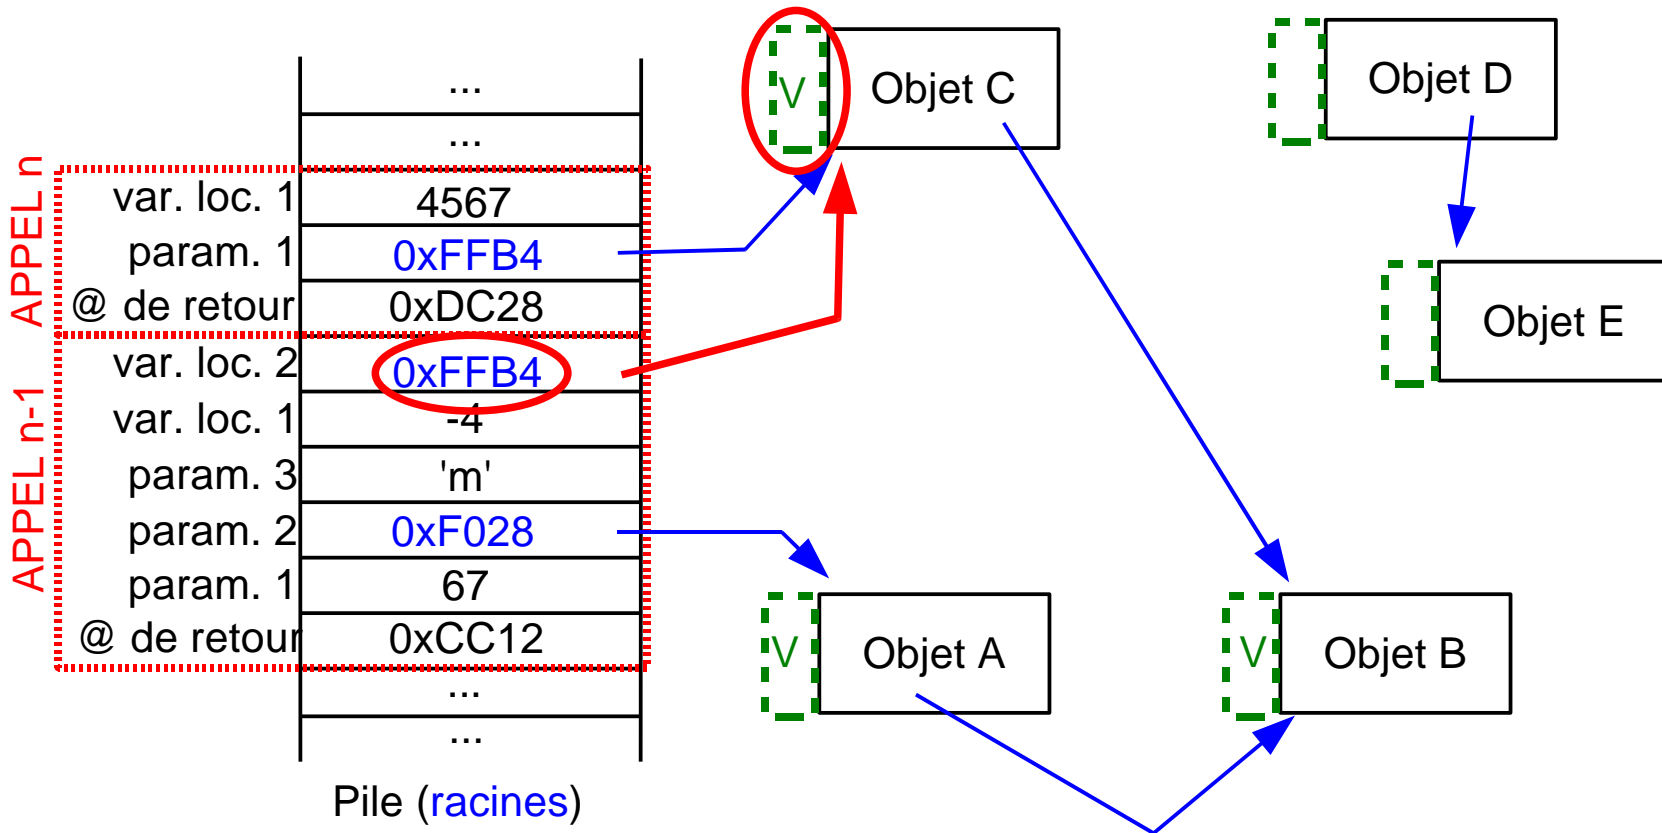 ...
...
APPEL n
var. loc. 1 4567
param. 1 0xFFB4
@ de retour 0xDC28
APPEL n-1
var. loc. 2 0xFFB4
var. loc. 1 -4
param. 3 'm'
param. 2 0xF028
param. 1 67
@ de retour 0xCC12
...
...
Pile (racines)
V Objet C
Objet D
Objet E
V Objet A
V Objet B